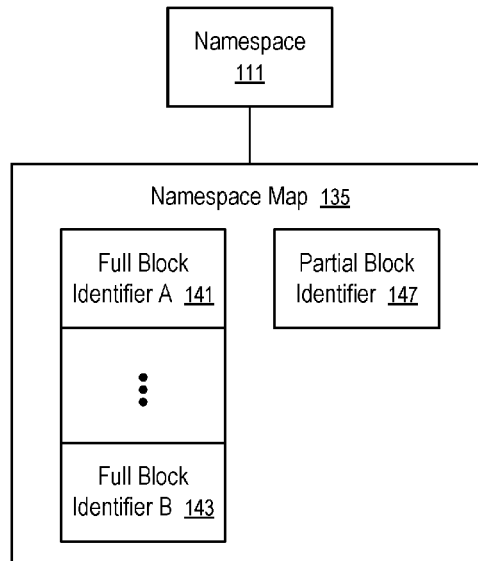 Namespace
111
Namespace Map 135
Full Block
Identifier A 141
Partial Block
Identifier 147
Full Block
Identifier B 143